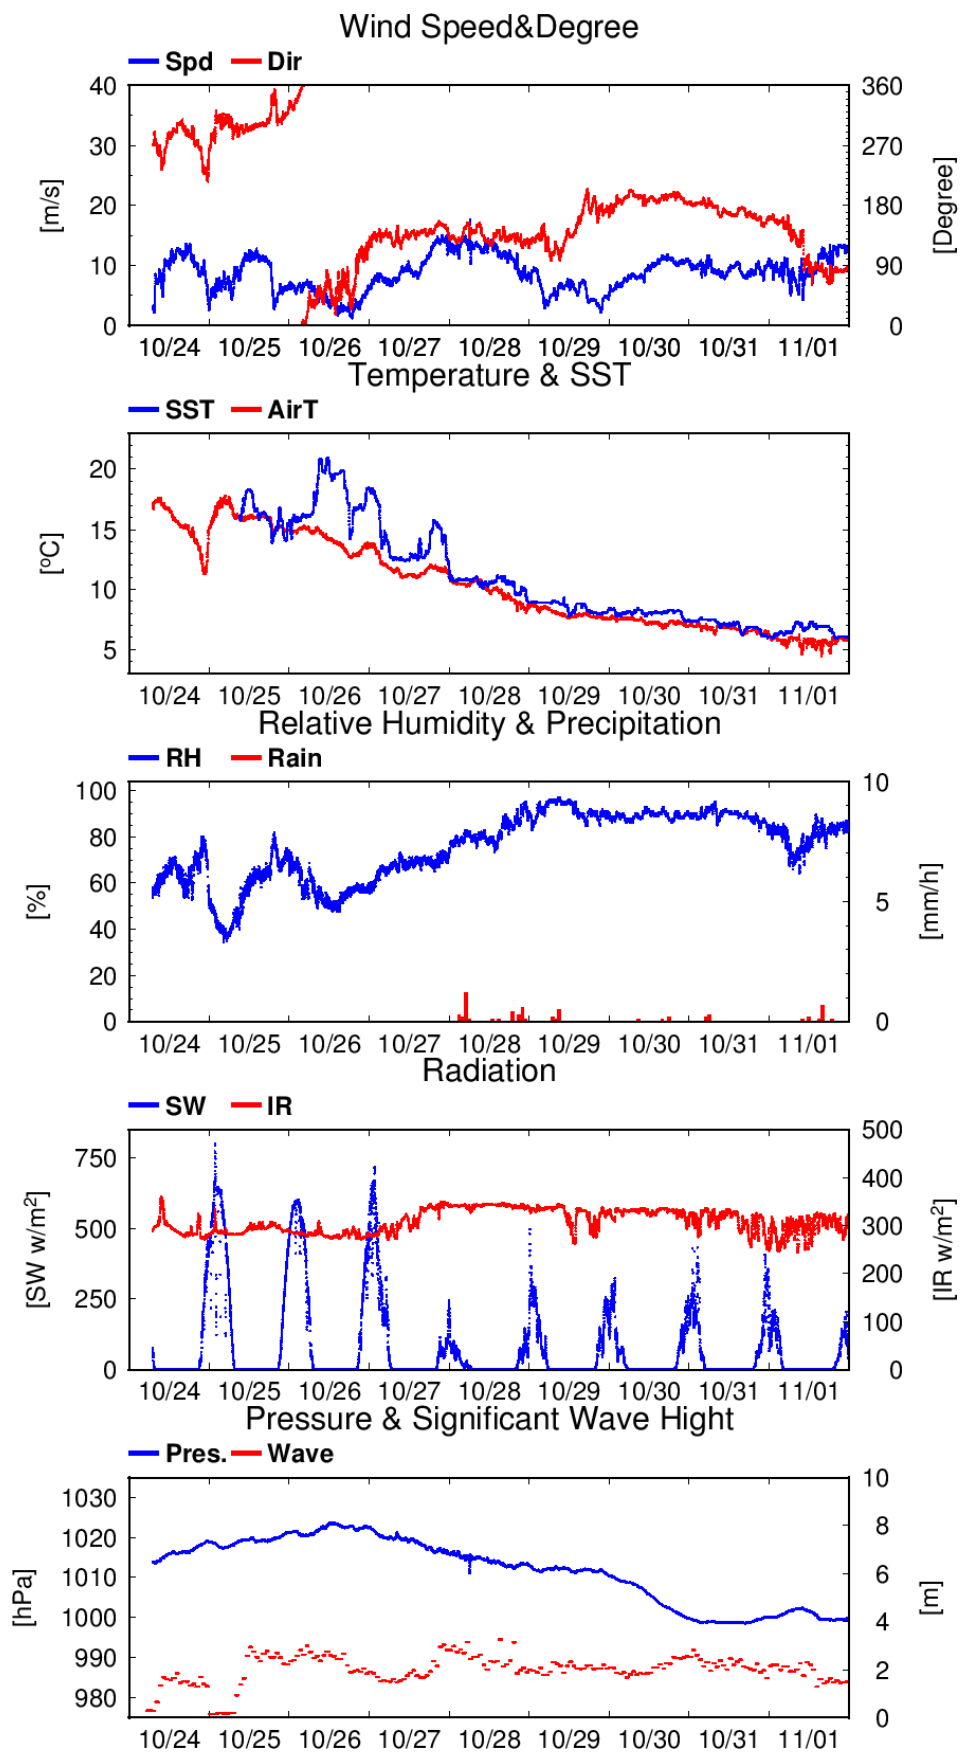 Wind Speed&Degree
Spd Dir
40 360
30 270
20 180
10 90
0 0
[m/s] [Degree]
10/24 10/25 10/26 10/27 10/28 10/29 10/30 10/31 11/01
Temperature & SST
SST AirT
20
15
10
5
[ºC]
10/24 10/25 10/26 10/27 10/28 10/29 10/30 10/31 11/01
Relative Humidity & Precipitation
RH Rain
100 10
80
60
40 5
20
0 0
[%] [mm/h]
10/24 10/25 10/26 10/27 10/28 10/29 10/30 10/31 11/01
Radiation
SW IR
750 500
500 400
250 300
0 200
100
0
[SW w/m²] [IR w/m²]
10/24 10/25 10/26 10/27 10/28 10/29 10/30 10/31 11/01
Pressure & Significant Wave Hight
Pres. Wave
1030 10
1020 8
1010 6
1000 4
990 2
980 0
[hPa] [m]
10/24 10/25 10/26 10/27 10/28 10/29 10/30 10/31 11/01